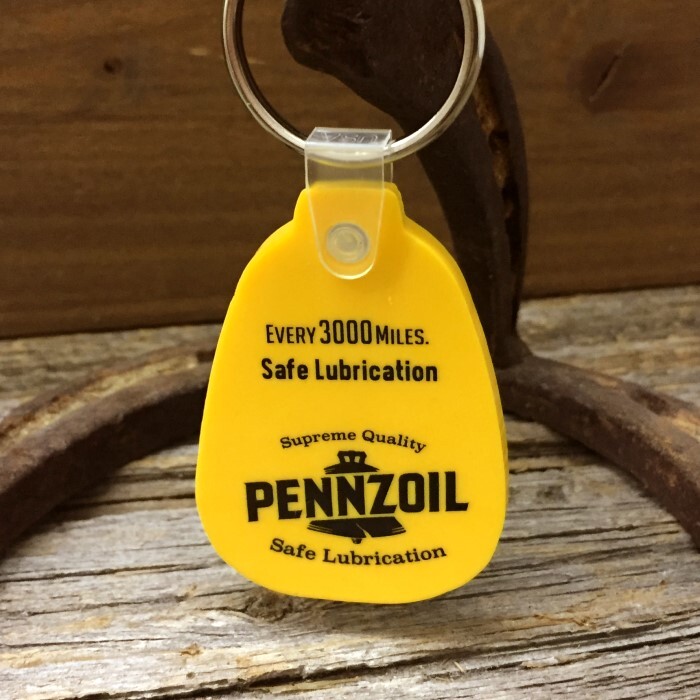 EVERY 3000 MILES.
Safe Lubrication
Supreme Quality
PENNZOIL
Safe Lubrication